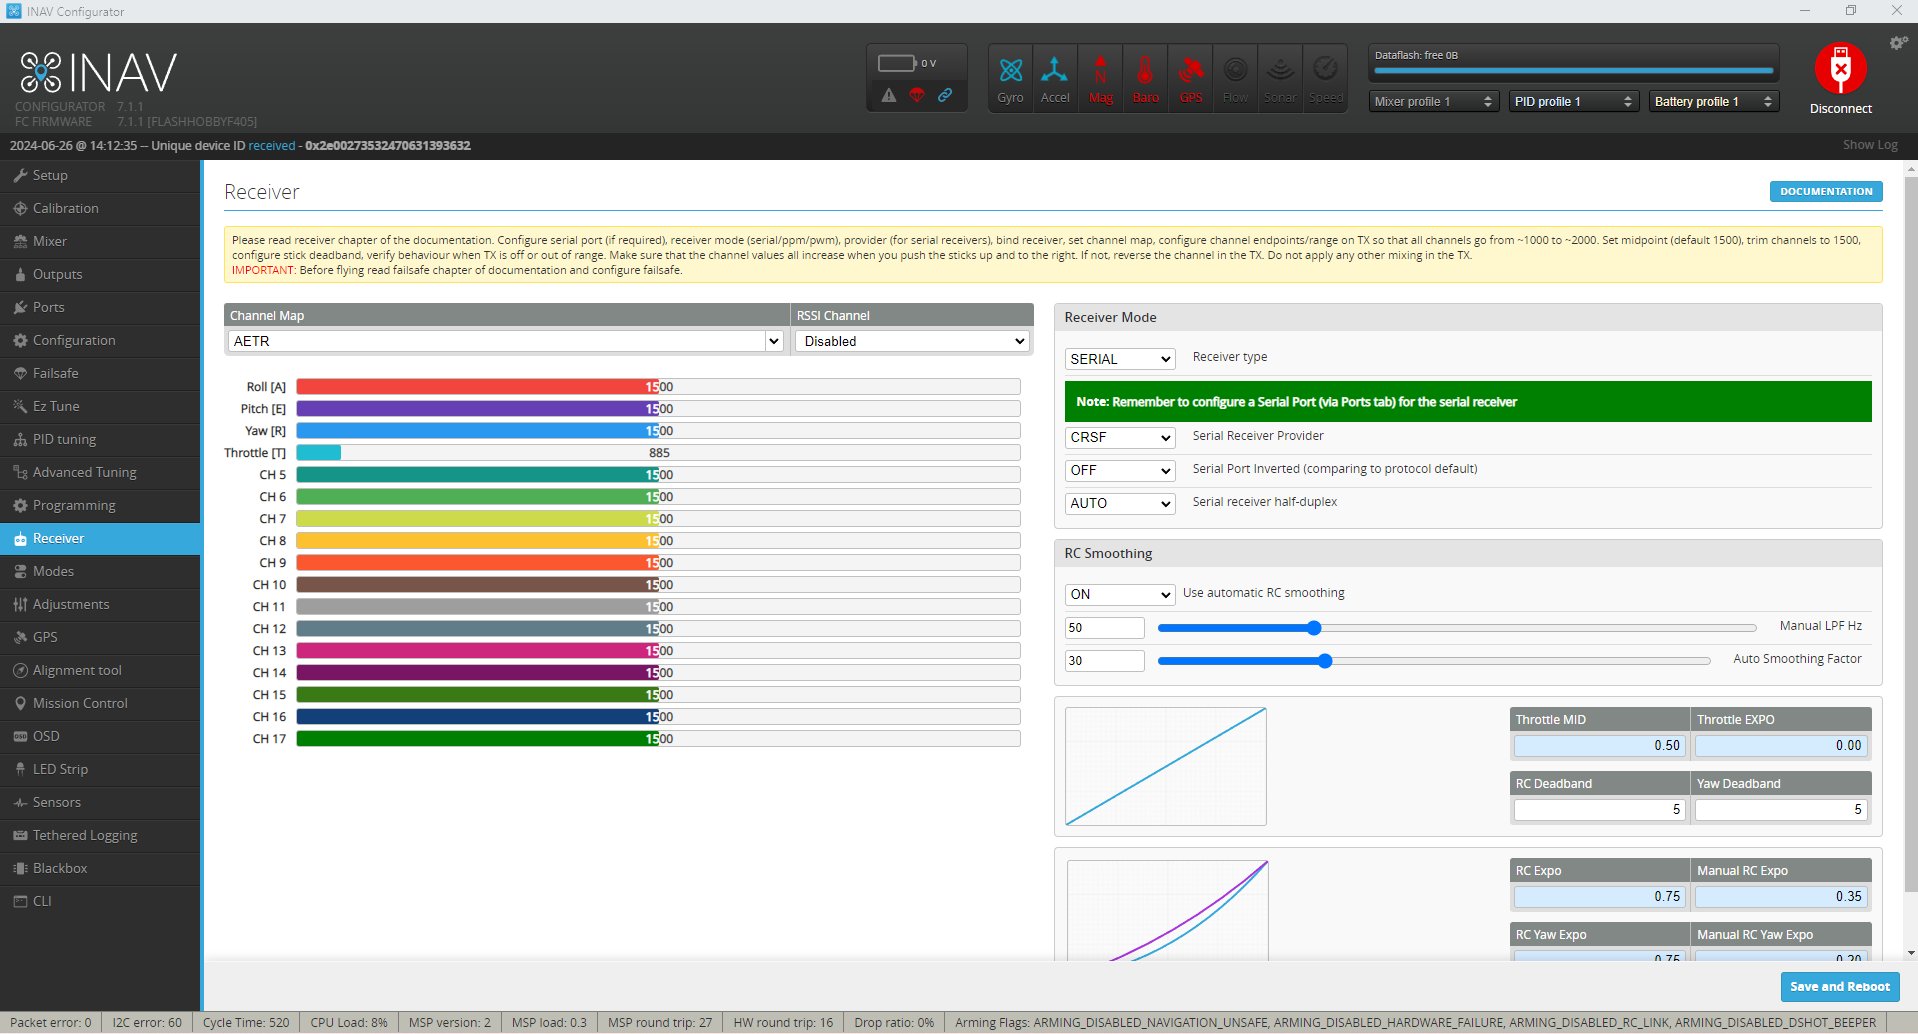 INAV Configurator
INAV
CONFIGURATOR 7.1.1
FC FIRMWARE 7.1.1 [FLASHHOBBYF405]
0 V
Gyro Accel Mag Baro GPS Flow Sonar Speed
Dataflash: free 0B
Mixer profile 1 PID profile 1 Battery profile 1
Disconnect
2024-06-26 @ 14:12:35 -- Unique device ID received - 0x2e00273532470631393632
Show Log
Setup
Calibration
Mixer
Outputs
Ports
Configuration
Failsafe
Ez Tune
PID tuning
Advanced Tuning
Programming
Receiver
Modes
Adjustments
GPS
Alignment tool
Mission Control
OSD
LED Strip
Sensors
Tethered Logging
Blackbox
CLI
Receiver
DOCUMENTATION
Please read receiver chapter of the documentation. Configure serial port (if required), receiver mode (serial/ppm/pwm), provider (for serial receivers), bind receiver, set channel map, configure channel endpoints/range on TX so that all channels go from ~1000 to ~2000. Set midpoint (default 1500), trim channels to 1500,
configure stick deadband, verify behaviour when TX is off or out of range. Make sure that the channel values all increase when you push the sticks up and to the right. If not, reverse the channel in the TX. Do not apply any other mixing in the TX.
IMPORTANT: Before flying read failsafe chapter of documentation and configure failsafe.
Channel Map RSSI Channel
AETR Disabled
Roll [A] 1500
Pitch [E] 1500
Yaw [R] 1500
Throttle [T] 885
CH 5 1500
CH 6 1500
CH 7 1500
CH 8 1500
CH 9 1500
CH 10 1500
CH 11 1500
CH 12 1500
CH 13 1500
CH 14 1500
CH 15 1500
CH 16 1500
CH 17 1500
Receiver Mode
SERIAL Receiver type
Note: Remember to configure a Serial Port (via Ports tab) for the serial receiver
CRSF Serial Receiver Provider
OFF Serial Port Inverted (comparing to protocol default)
AUTO Serial receiver half-duplex
RC Smoothing
ON Use automatic RC smoothing
50 Manual LPF Hz
30 Auto Smoothing Factor
Throttle MID Throttle EXPO
0.50 0.00
RC Deadband Yaw Deadband
5 5
RC Expo Manual RC Expo
0.75 0.35
RC Yaw Expo Manual RC Yaw Expo
0.75 0.20
Save and Reboot
Packet error: 0 I2C error: 60 Cycle Time: 520 CPU Load: 8% MSP version: 2 MSP load: 0.3 MSP round trip: 27 HW round trip: 16 Drop ratio: 0% Arming Flags: ARMING_DISABLED_NAVIGATION_UNSAFE, ARMING_DISABLED_HARDWARE_FAILURE, ARMING_DISABLED_RC_LINK, ARMING_DISABLED_DSHOT_BEEPER